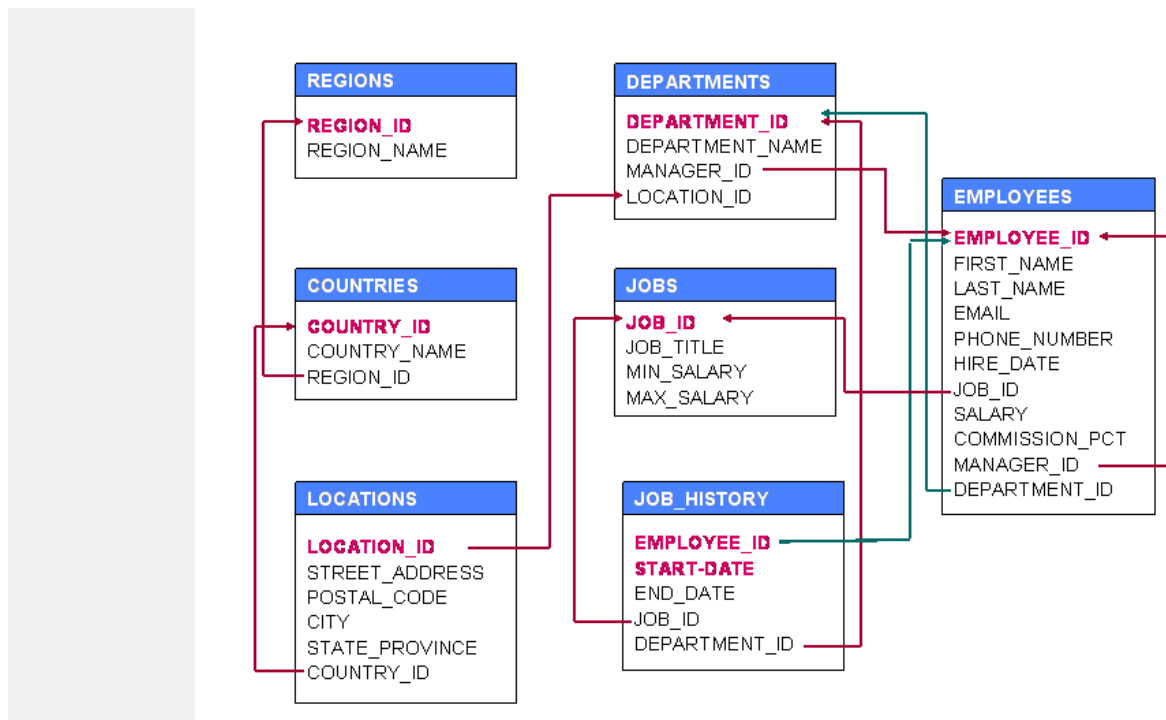 REGIONS
REGION_ID
REGION_NAME
DEPARTMENTS
DEPARTMENT_ID
DEPARTMENT_NAME
MANAGER_ID
LOCATION_ID
EMPLOYEES
EMPLOYEE_ID
FIRST_NAME
LAST_NAME
EMAIL
PHONE_NUMBER
HIRE_DATE
JOB_ID
SALARY
COMMISSION_PCT
MANAGER_ID
DEPARTMENT_ID
COUNTRIES
COUNTRY_ID
COUNTRY_NAME
REGION_ID
JOBS
JOB_ID
JOB_TITLE
MIN_SALARY
MAX_SALARY
LOCATIONS
LOCATION_ID
STREET_ADDRESS
POSTAL_CODE
CITY
STATE_PROVINCE
COUNTRY_ID
JOB_HISTORY
EMPLOYEE_ID
START-DATE
END_DATE
JOB_ID
DEPARTMENT_ID